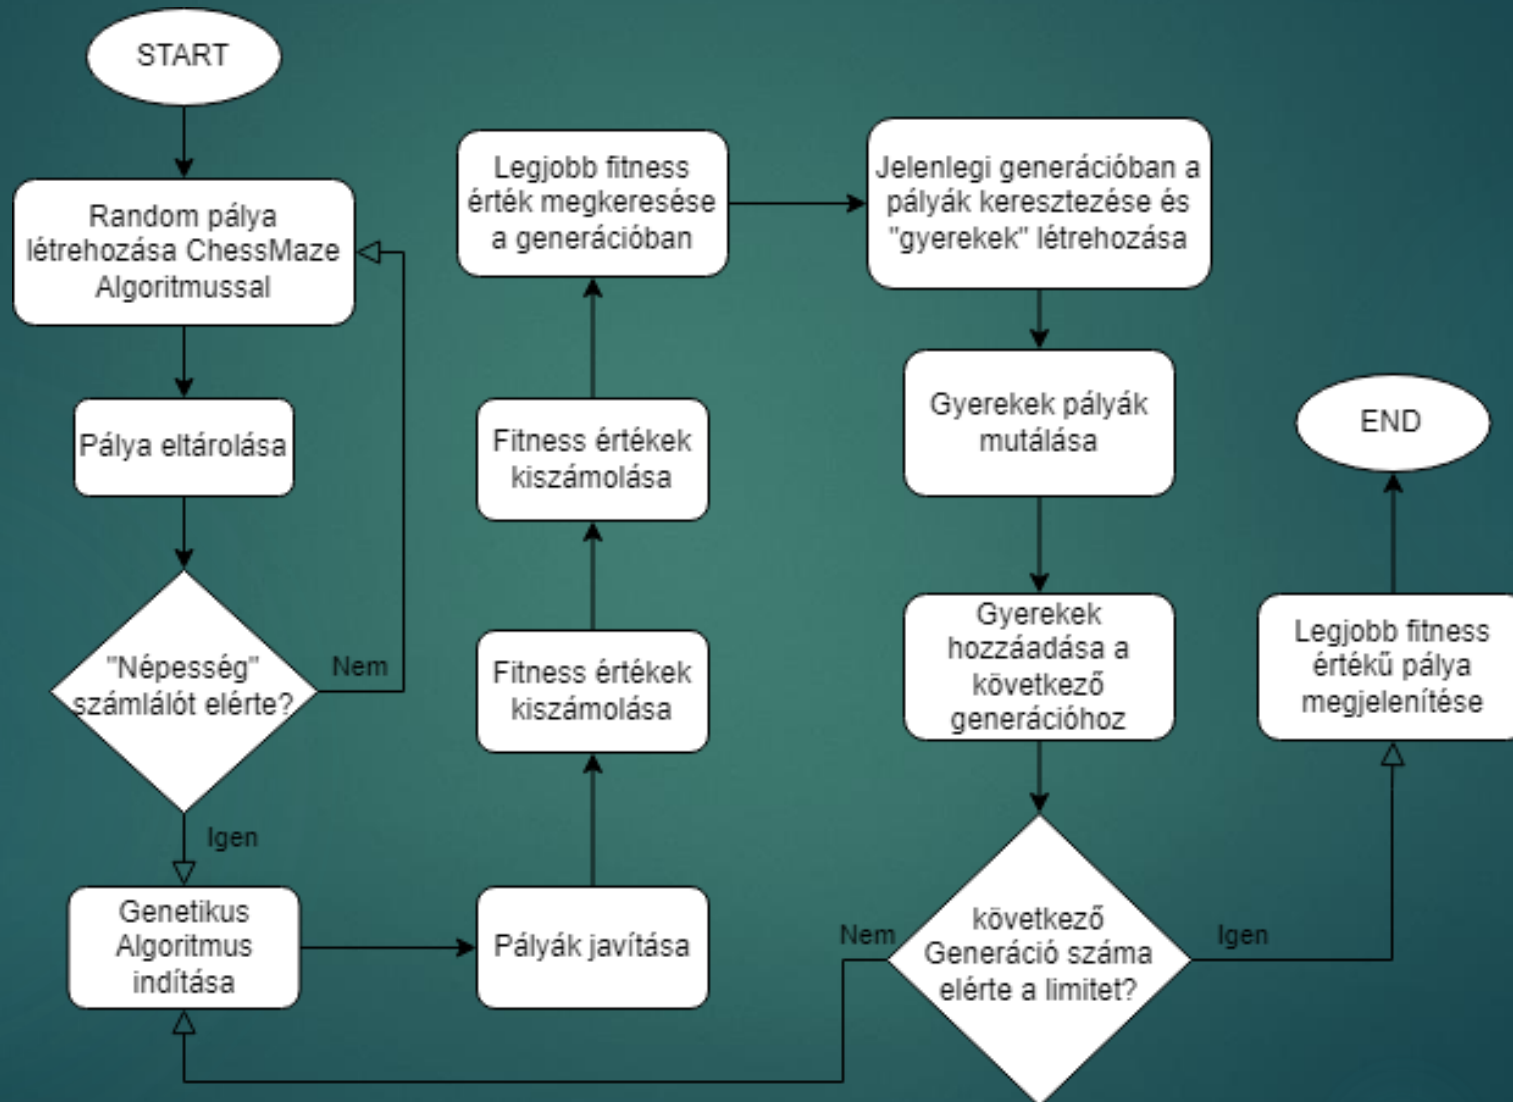 START
Random pálya
létrehozása ChessMaze
Algoritmussal
Pálya eltárolása
"Népesség"
számlálót elérte?
Nem
Igen
Genetikus
Algoritmus
indítása
Pályák javítása
Fitness értékek
kiszámolása
Fitness értékek
kiszámolása
Legjobb fitness
érték megkeresése
a generációban
Jelenlegi generációban a
pályák keresztezése és
"gyerekek" létrehozása
Gyerekek pályák
mutálása
Gyerekek
hozzáadása a
következő
generációhoz
következő
Generáció száma
elérte a limitet?
Nem
Igen
Legjobb fitness
értékű pálya
megjelenítése
END